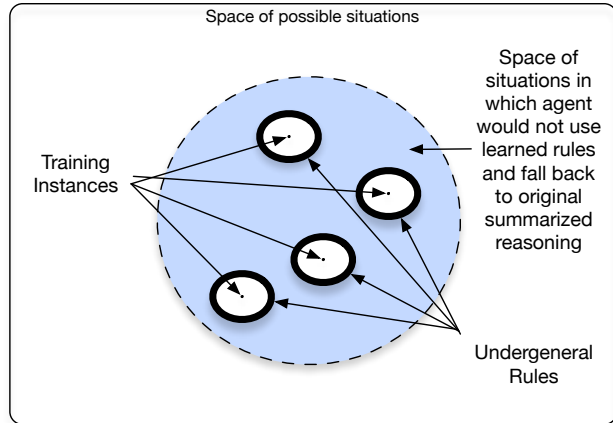 Space of possible situations
Space of
situations in
which agent
would not use
learned rules
and fall back
to original
summarized
reasoning
Training
Instances
Undergeneral
Rules